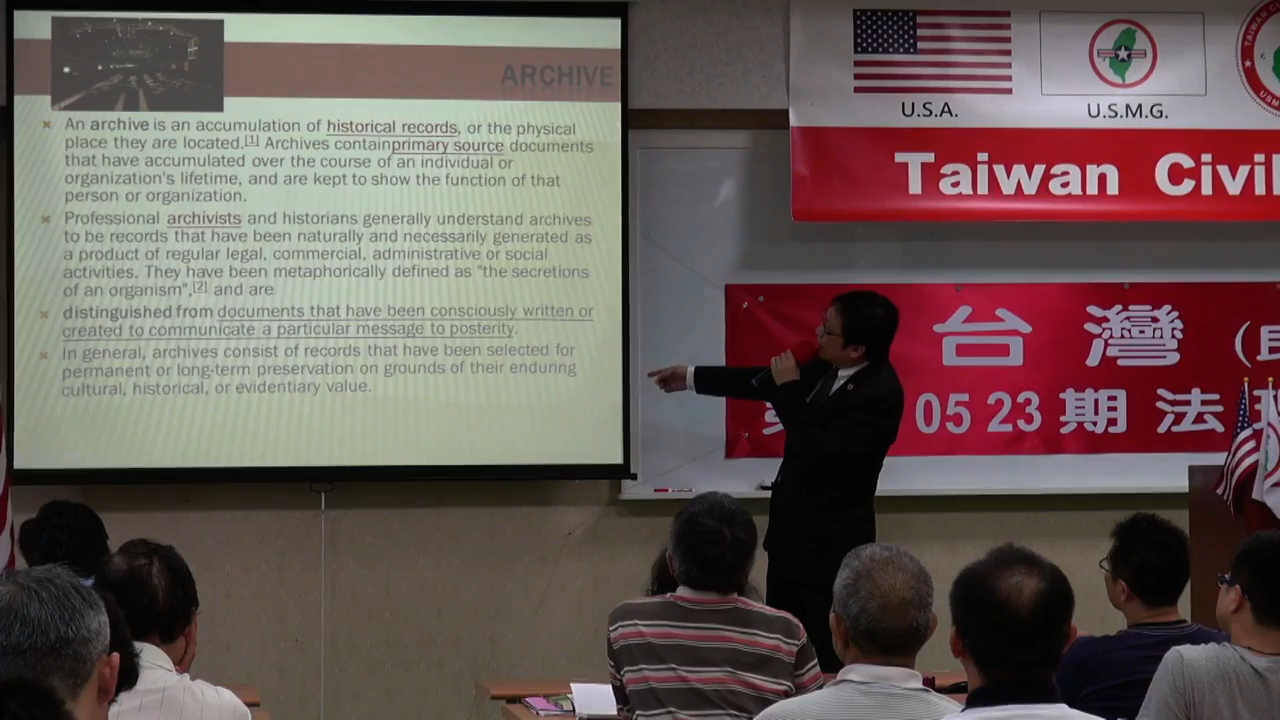 ARCHIVE
An archive is an accumulation of historical records, or the physical
place they are located.[1] Archives containprimary source documents
that have accumulated over the course of an individual or
organization's lifetime, and are kept to show the function of that
person or organization.
Professional archivists and historians generally understand archives
to be records that have been naturally and necessarily generated as
a product of regular legal, commercial, administrative or social
activities. They have been metaphorically defined as "the secretions
of an organism",[2] and are
distinguished from documents that have been consciously written or
created to communicate a particular message to posterity.
In general, archives consist of records that have been selected for
permanent or long-term preservation on grounds of their enduring
cultural, historical, or evidentiary value.
U.S.A.
U.S.M.G.
Taiwan Civil
台灣
05 23 期 法